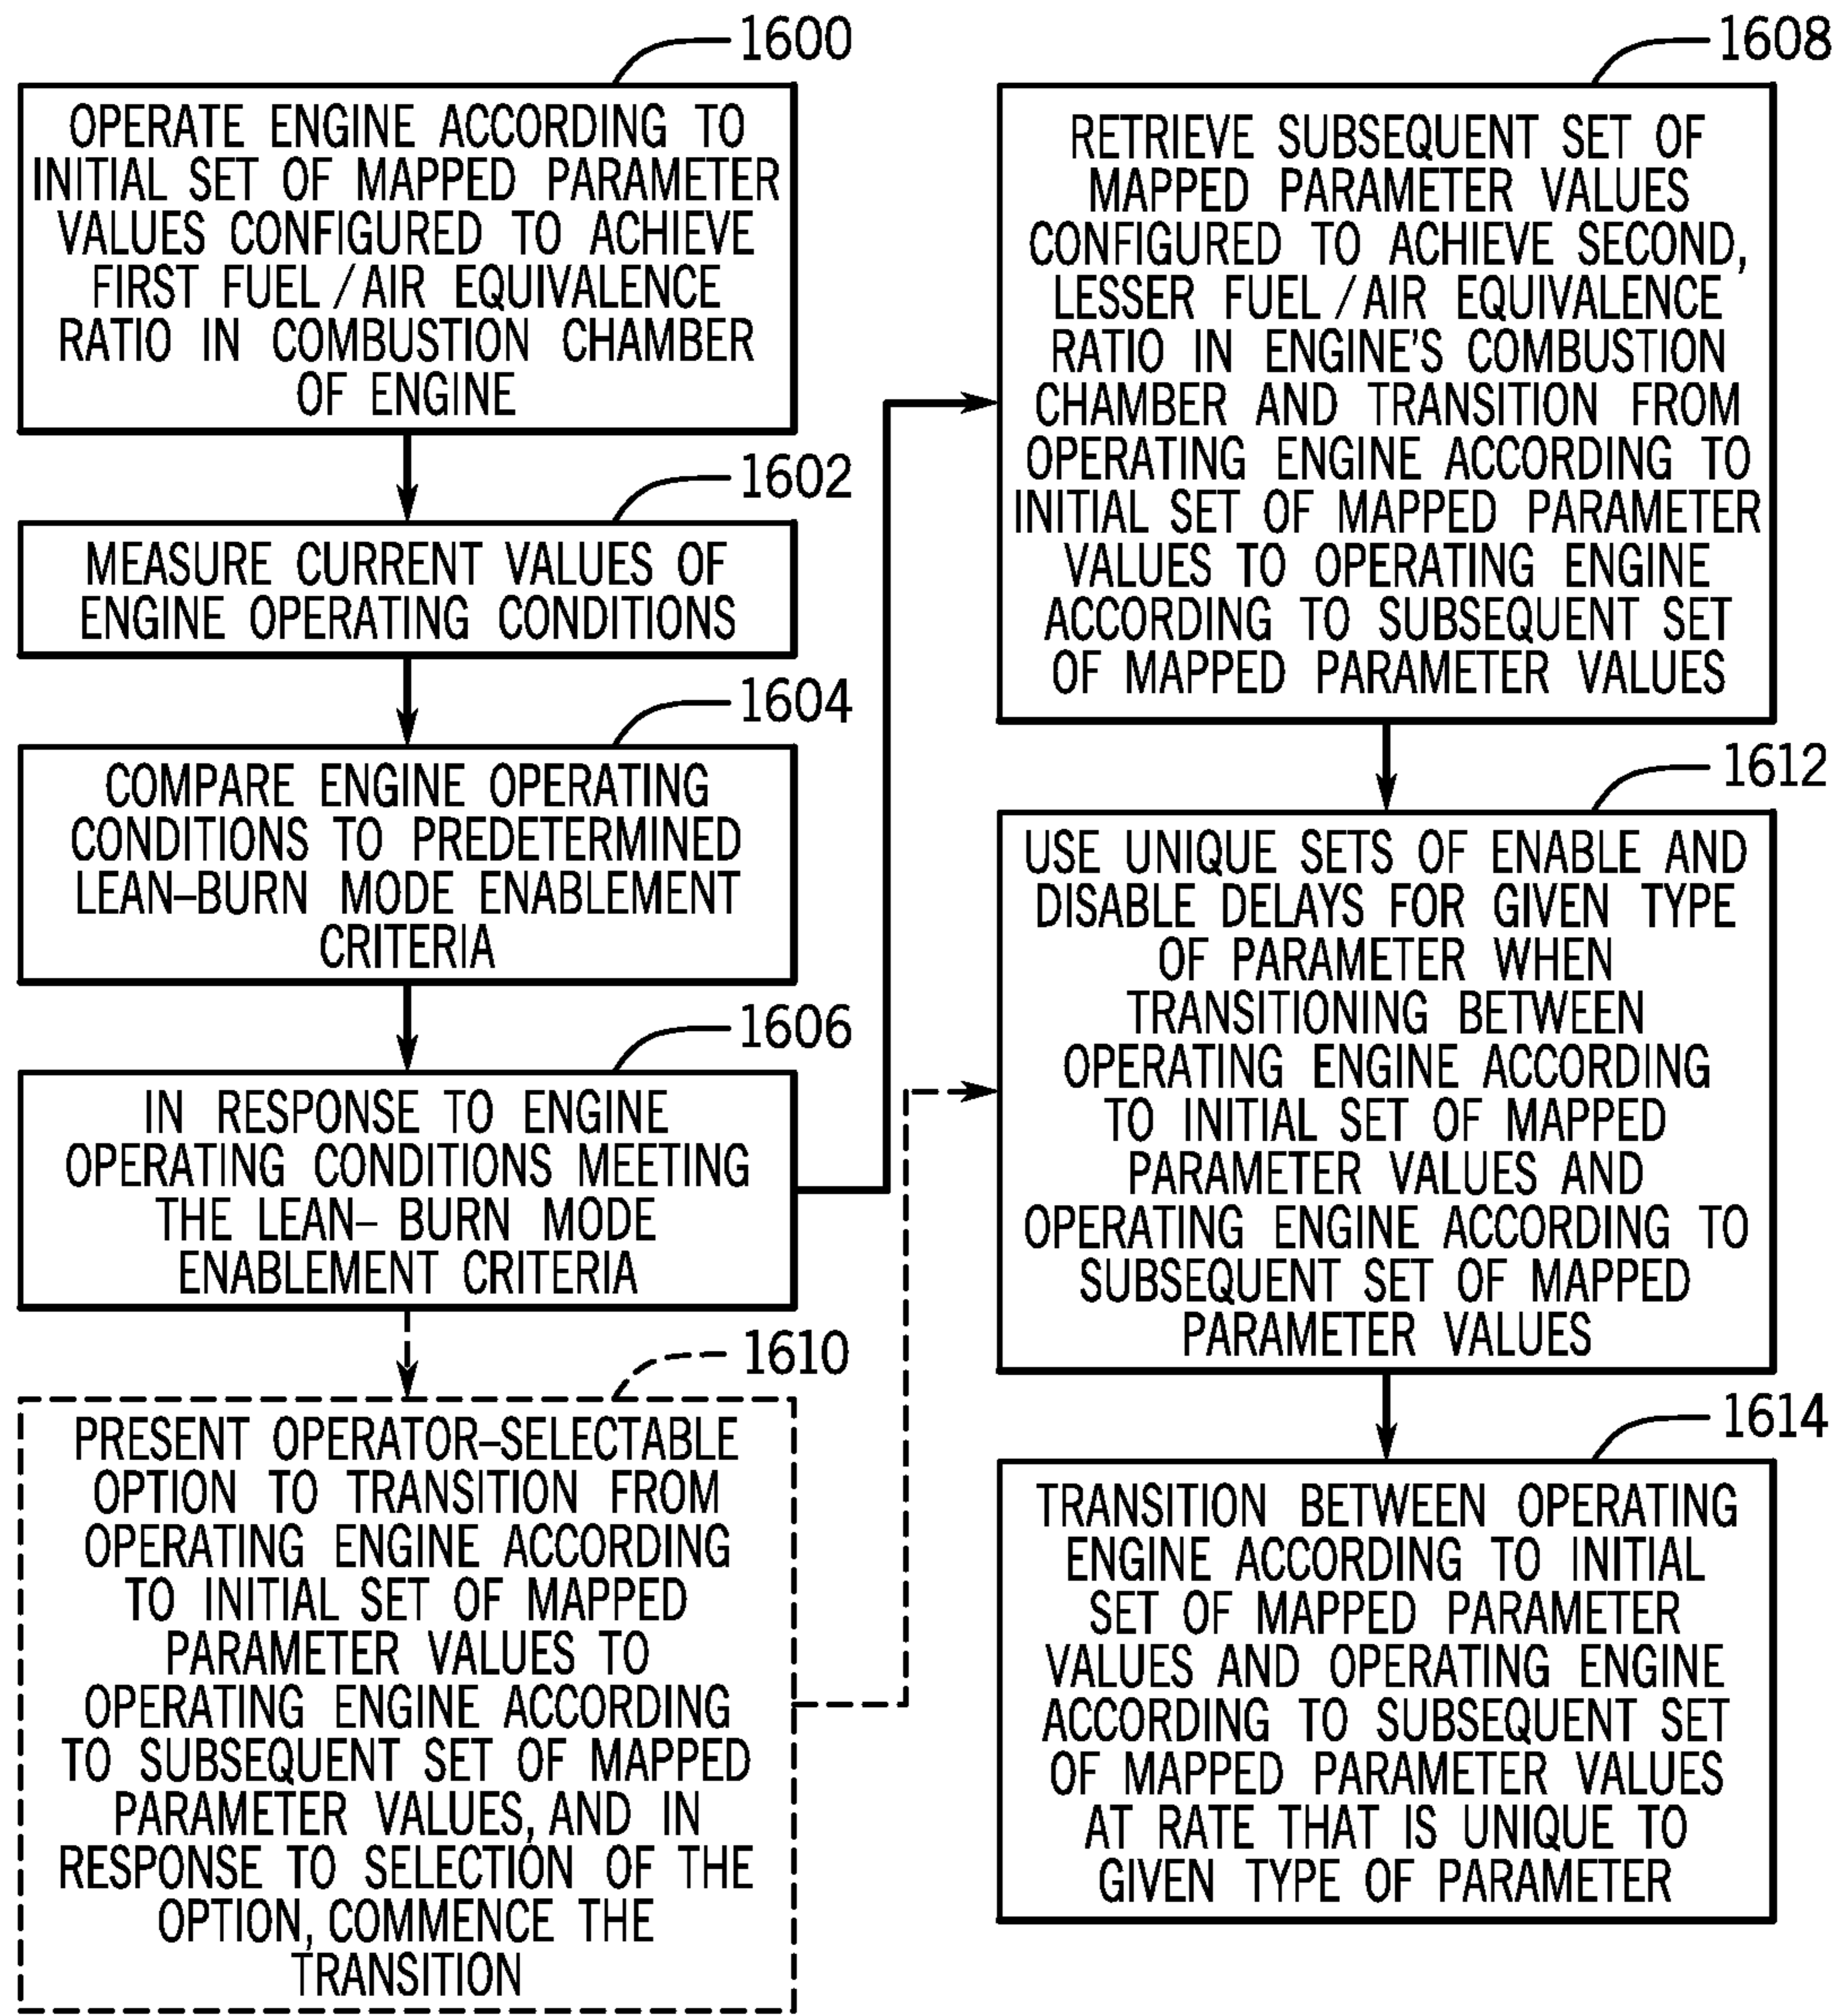 1600
OPERATE ENGINE ACCORDING TO
INITIAL SET OF MAPPED PARAMETER
VALUES CONFIGURED TO ACHIEVE
FIRST FUEL/AIR EQUIVALENCE
RATIO IN COMBUSTION CHAMBER
OF ENGINE
1602
MEASURE CURRENT VALUES OF
ENGINE OPERATING CONDITIONS
1604
COMPARE ENGINE OPERATING
CONDITIONS TO PREDETERMINED
LEAN-BURN MODE ENABLEMENT
CRITERIA
1606
IN RESPONSE TO ENGINE
OPERATING CONDITIONS MEETING
THE LEAN- BURN MODE
ENABLEMENT CRITERIA
1610
PRESENT OPERATOR-SELECTABLE
OPTION TO TRANSITION FROM
OPERATING ENGINE ACCORDING
TO INITIAL SET OF MAPPED
PARAMETER VALUES TO
OPERATING ENGINE ACCORDING
TO SUBSEQUENT SET OF MAPPED
PARAMETER VALUES, AND IN
RESPONSE TO SELECTION OF THE
OPTION, COMMENCE THE
TRANSITION
1608
RETRIEVE SUBSEQUENT SET OF
MAPPED PARAMETER VALUES
CONFIGURED TO ACHIEVE SECOND,
LESSER FUEL/AIR EQUIVALENCE
RATIO IN ENGINE'S COMBUSTION
CHAMBER AND TRANSITION FROM
OPERATING ENGINE ACCORDING TO
INITIAL SET OF MAPPED PARAMETER
VALUES TO OPERATING ENGINE
ACCORDING TO SUBSEQUENT SET
OF MAPPED PARAMETER VALUES
1612
USE UNIQUE SETS OF ENABLE AND
DISABLE DELAYS FOR GIVEN TYPE
OF PARAMETER WHEN
TRANSITIONING BETWEEN
OPERATING ENGINE ACCORDING
TO INITIAL SET OF MAPPED
PARAMETER VALUES AND
OPERATING ENGINE ACCORDING TO
SUBSEQUENT SET OF MAPPED
PARAMETER VALUES
1614
TRANSITION BETWEEN OPERATING
ENGINE ACCORDING TO INITIAL
SET OF MAPPED PARAMETER
VALUES AND OPERATING ENGINE
ACCORDING TO SUBSEQUENT SET
OF MAPPED PARAMETER VALUES
AT RATE THAT IS UNIQUE TO
GIVEN TYPE OF PARAMETER